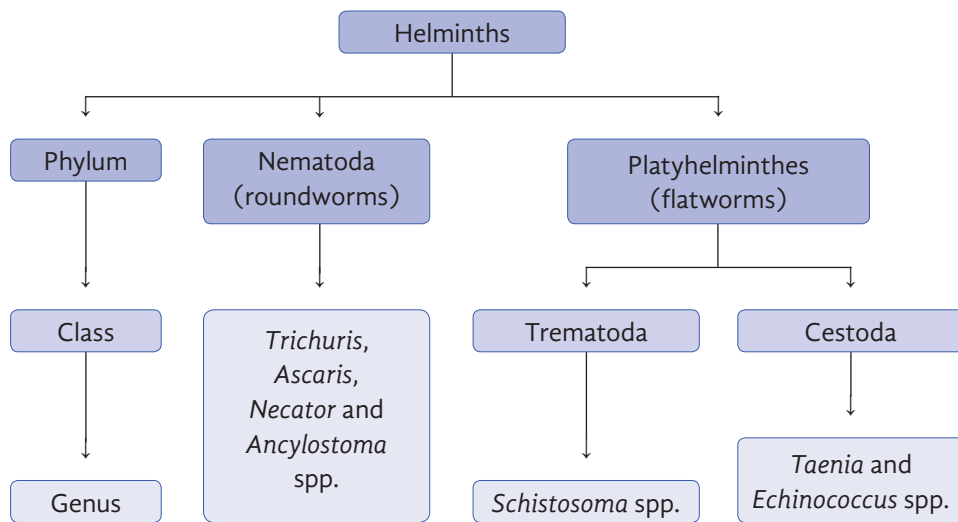 Helminths
Phylum
Nematoda
(roundworms)
Platyhelminthes
(flatworms)
Class
Trichuris,
Ascaris,
Necator and
Ancylostoma
spp.
Trematoda
Cestoda
Genus
Schistosoma spp.
Taenia and
Echinococcus spp.